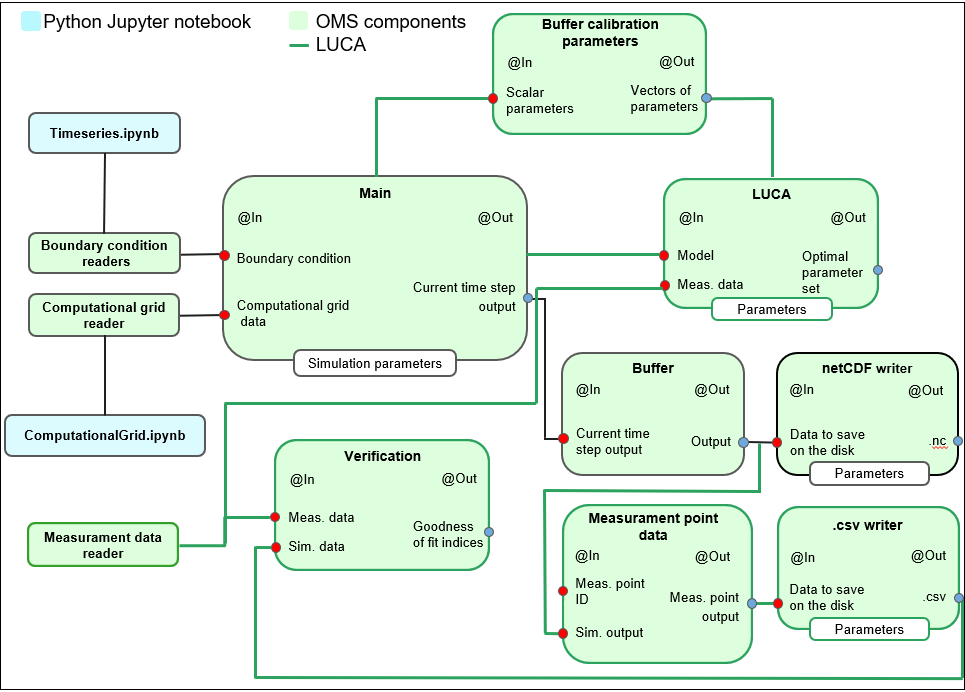 Python Jupyter notebook
OMS components
LUCA
Buffer calibration
parameters
@In
@Out
Scalar
parameters
Vectors of
parameters
Timeseries.ipynb
Boundary condition
readers
Computational grid
reader
ComputationalGrid.ipynb
Measurament data
reader
Main
@In
@Out
Boundary condition
Computational grid
data
Current time step
output
Simulation parameters
LUCA
@In
@Out
Model
Meas. data
Optimal
parameter
set
Parameters
Buffer
@In
@Out
Current time
step output
Output
netCDF writer
@In
@Out
Data to save
on the disk
.nc
Parameters
Verification
@In
@Out
Meas. data
Sim. data
Goodness
of fit indices
Measurament point
data
@In
@Out
Meas. point
ID
Sim. output
Meas. point
output
.csv writer
@In
@Out
Data to save
on the disk
.csv
Parameters